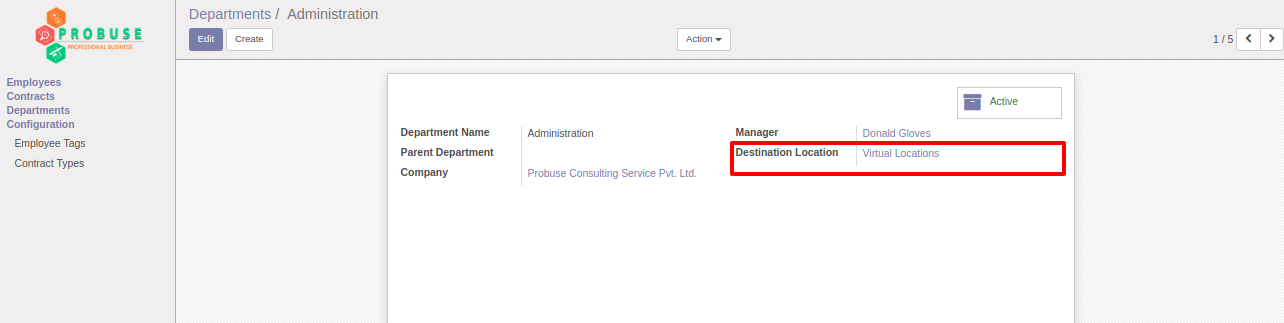 PROBUSE
PROFESSIONAL BUSINESS
Employees
Contracts
Departments
Configuration
Employee Tags
Contract Types
Departments / Administration
Edit Create Action 1 / 5
Active
Department Name Administration Manager Donald Gloves
Parent Department Destination Location Virtual Locations
Company Probuse Consulting Service Pvt. Ltd.